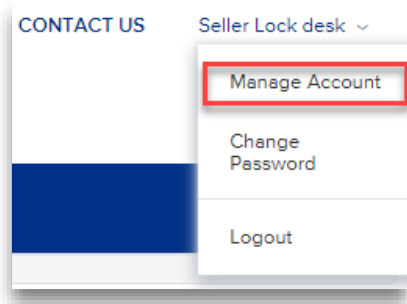 CONTACT US
Seller Lock desk
Manage Account
Change
Password
Logout